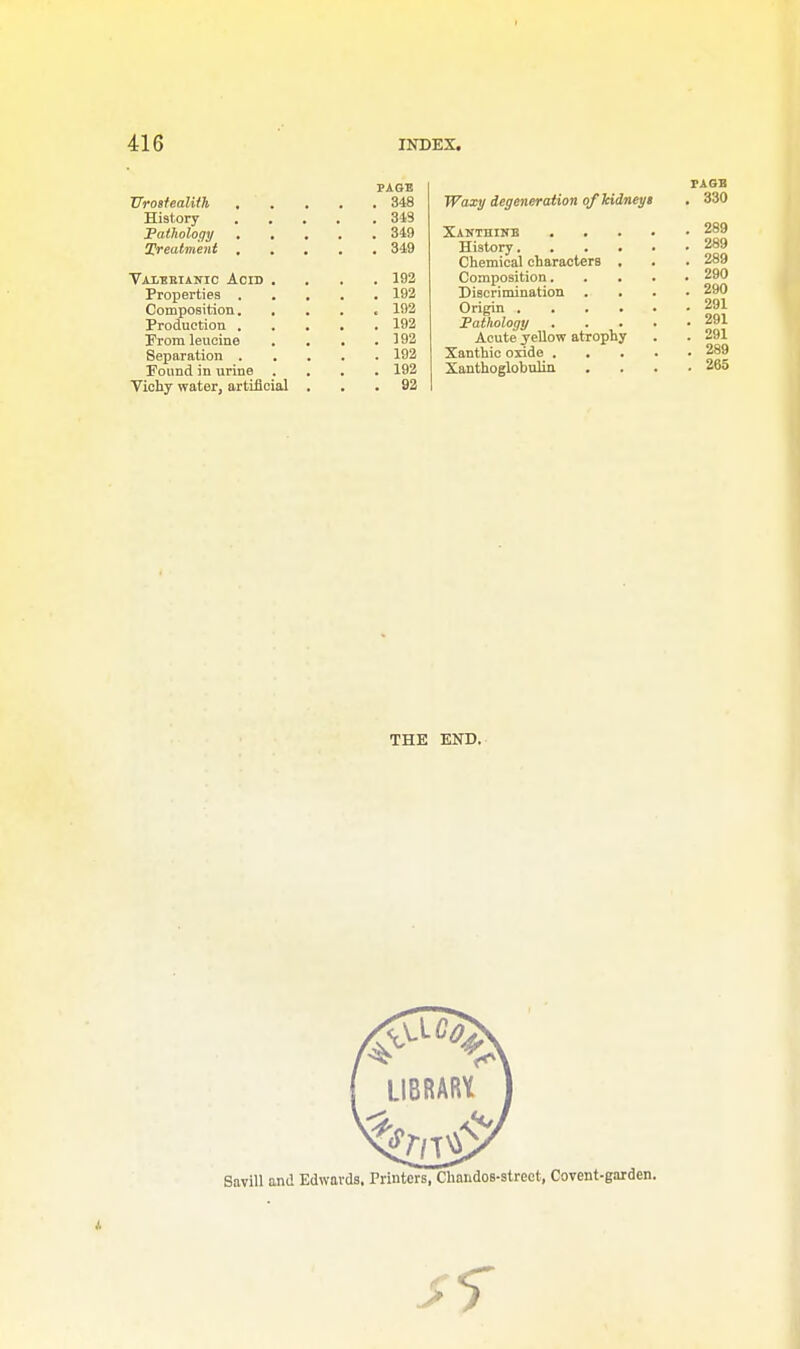 416 INDEX.
PAGE
Urostealith . . . . . 348
History . . . . . 348
Pathology . . . . . 349
Treatment . . . . . 349
VALERIANIC ACID . . . . 192
Properties . . . . . 192
Composition . . . . . 192
Production . . . . . 192
From leucine . . . . 192
Separation . . . . . 192
Found in urine . . . . 192
Vichy water, artificial . . . 92
PAGE
Waxy degeneration of kidneys . 330
XANTHINE . . . . . 289
History . . . . . . 289
Chemical characters . . . 289
Composition . . . . . 290
Discrimination . . . . 290
Origin . . . . . . 291
Pathology . . . . . 291
Acute yellow atrophy . . 291
Xanthic oxide . . . . . 289
Xanthoglobulin . . . . 265
THE END.
WELLCOME
LIBRARY
INSTITUTE
Savill and Edwards, Printers, Chandos-street, Covent-garden.
55